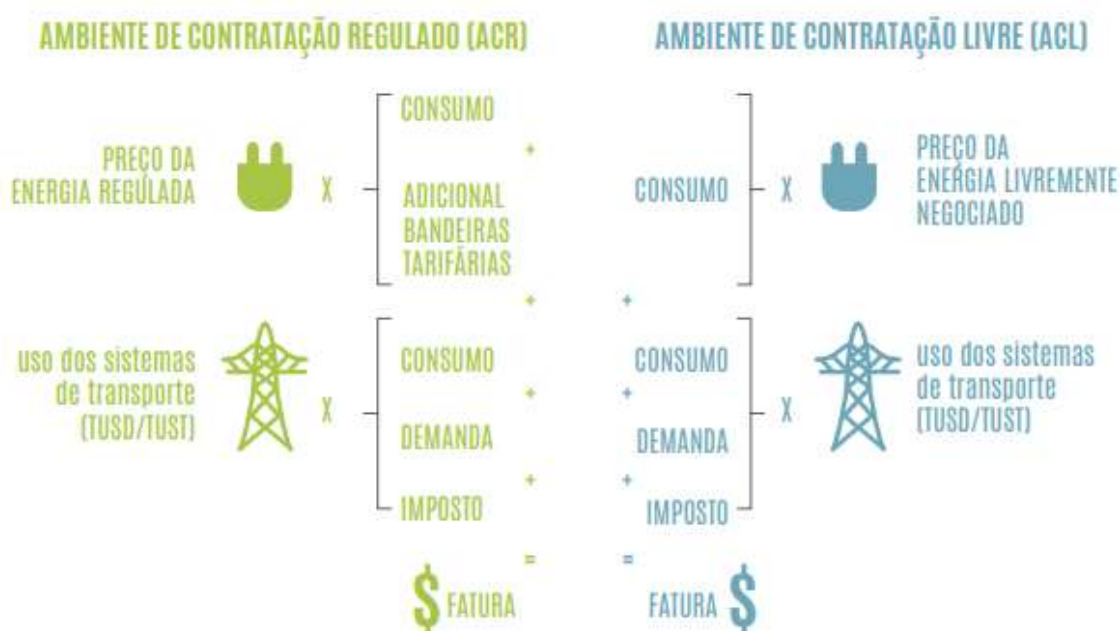 AMBIENTE DE CONTRATAÇÃO REGULADO (ACR)
PREÇO DA
ENERGIA REGULADA
X
CONSUMO
+
ADICIONAL
BANDEIRAS
TARIFÁRIAS
+
uso dos sistemas
de transporte
(TUSD/TUST)
X
CONSUMO
+
DEMANDA
+
IMPOSTO
=
$ FATURA
AMBIENTE DE CONTRATAÇÃO LIVRE (ACL)
CONSUMO
X
PREÇO DA
ENERGIA LIVREMENTE
NEGOCIADO
+
CONSUMO
+
DEMANDA
+
IMPOSTO
X
uso dos sistemas
de transporte
(TUSD/TUST)
=
FATURA $